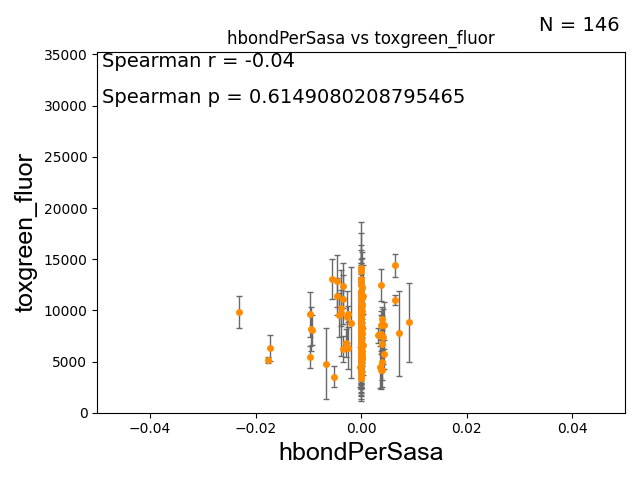 N = 146
hbondPerSasa vs toxgreen_fluor
Spearman r = -0.04
Spearman p = 0.6149080208795465
35000
30000
25000
20000
15000
10000
5000
0
toxgreen_fluor
−0.04
−0.02
0.00
0.02
0.04
hbondPerSasa